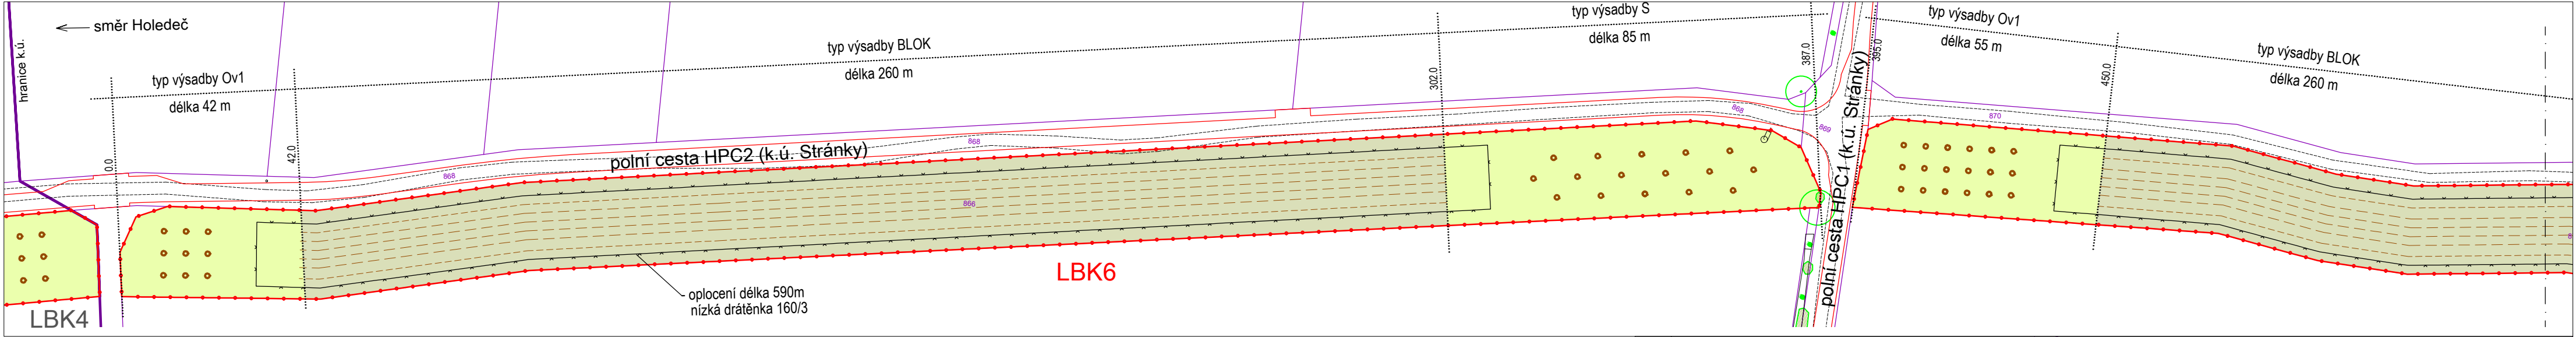 směr Holedeč
hranice k.ú.
typ výsadby Ov1
délka 42 m
0.0
42.0
typ výsadby BLOK
délka 260 m
302.0
typ výsadby S
délka 85 m
387.0
395.0
typ výsadby Ov1
délka 55 m
450.0
typ výsadby BLOK
délka 260 m
polní cesta HPC2 (k.ú. Stránky)
polní cesta HPC1 (k.ú. Stránky)
868
868
868
869
870
866
LBK6
LBK4
oplocení délka 590m
nízká drátěnka 160/3